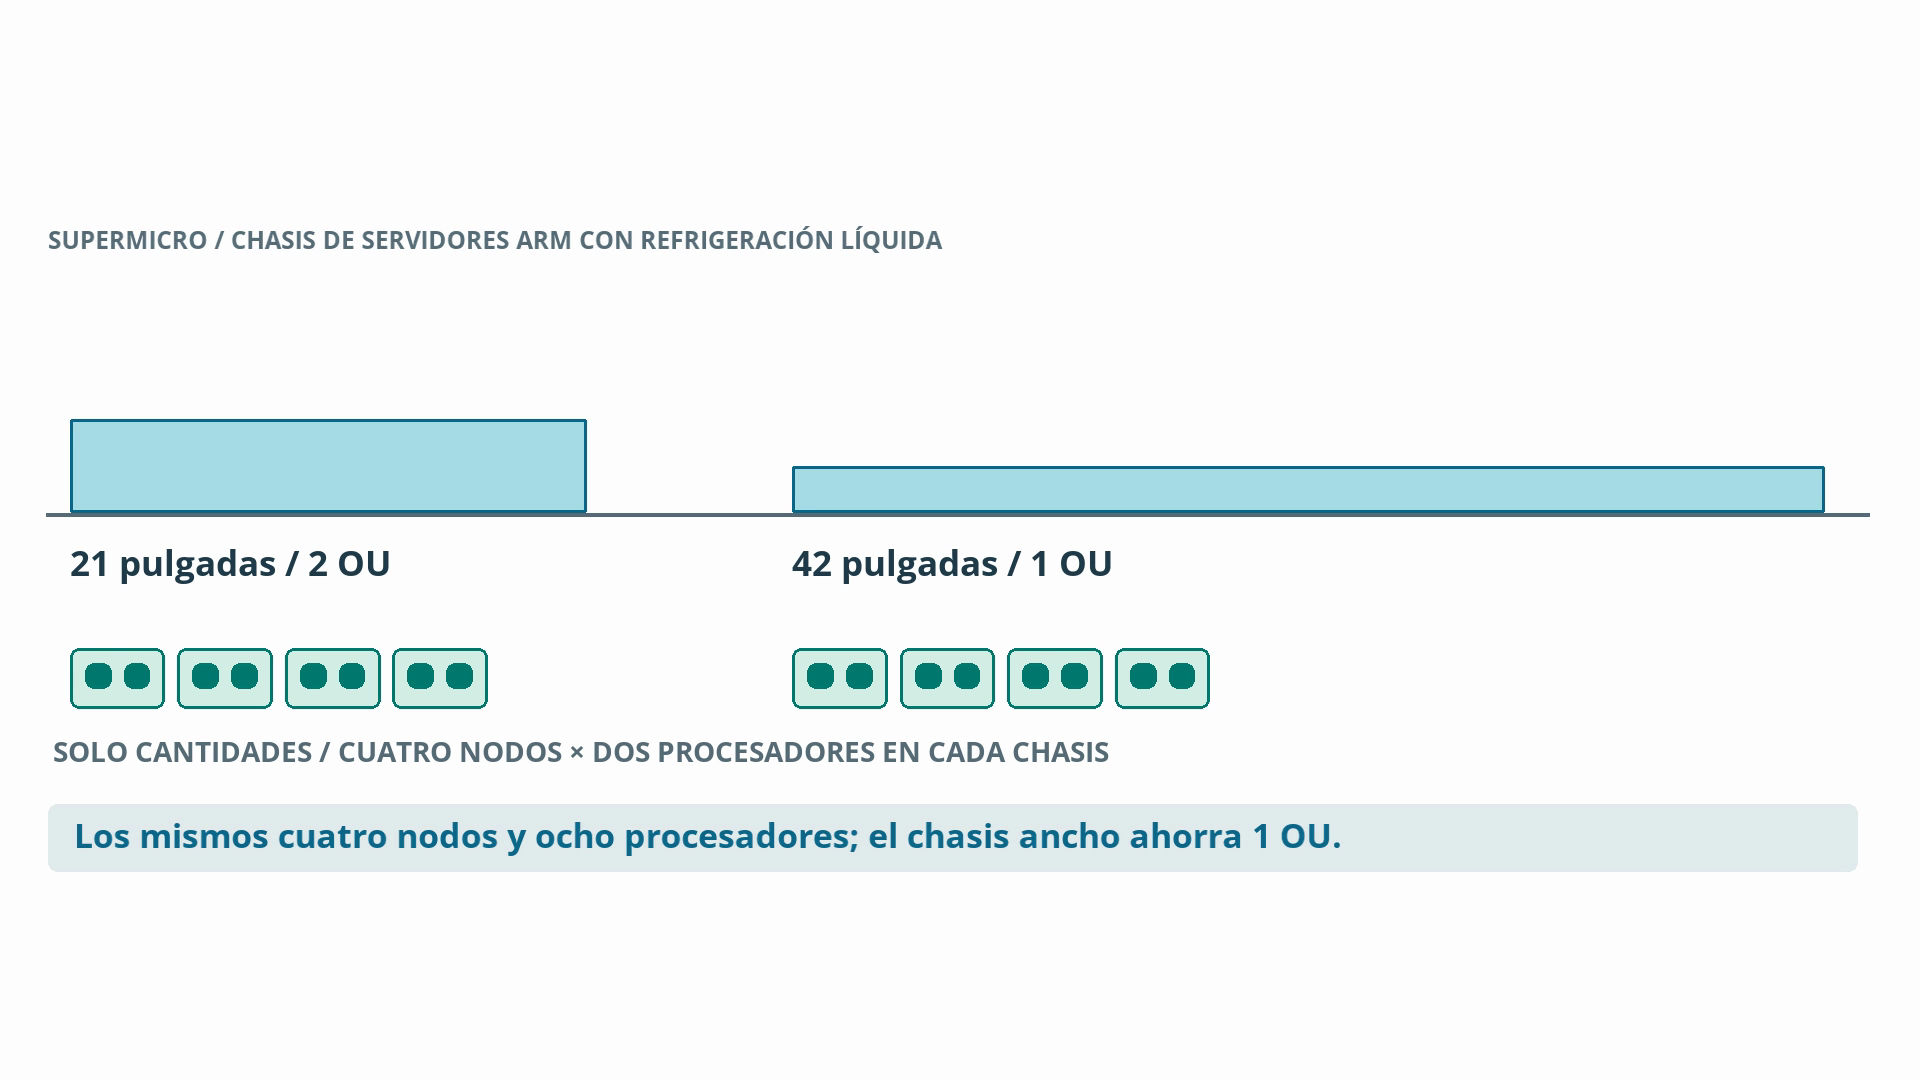 SUPERMICRO / CHASIS DE SERVIDORES ARM CON REFRIGERACIÓN LÍQUIDA
21 pulgadas / 2 OU
42 pulgadas / 1 OU
SOLO CANTIDADES / CUATRO NODOS × DOS PROCESADORES EN CADA CHASIS
Los mismos cuatro nodos y ocho procesadores; el chasis ancho ahorra 1 OU.